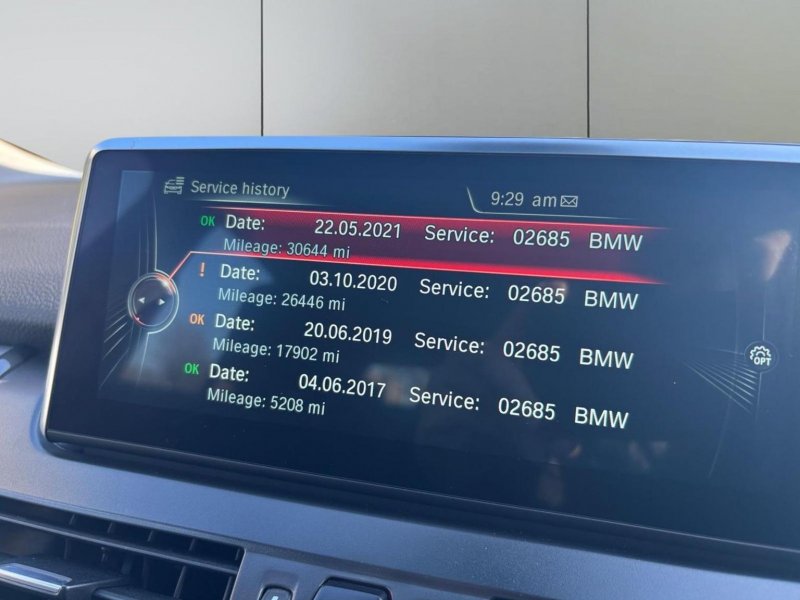 Service history
9:29 am
OK Date: 22.05.2021 Service: 02685 BMW
Mileage: 30644 mi
! Date: 03.10.2020 Service: 02685 BMW
Mileage: 26446 mi
OK Date: 20.06.2019 Service: 02685 BMW
Mileage: 17902 mi
OK Date: 04.06.2017 Service: 02685 BMW
Mileage: 5208 mi
OPT